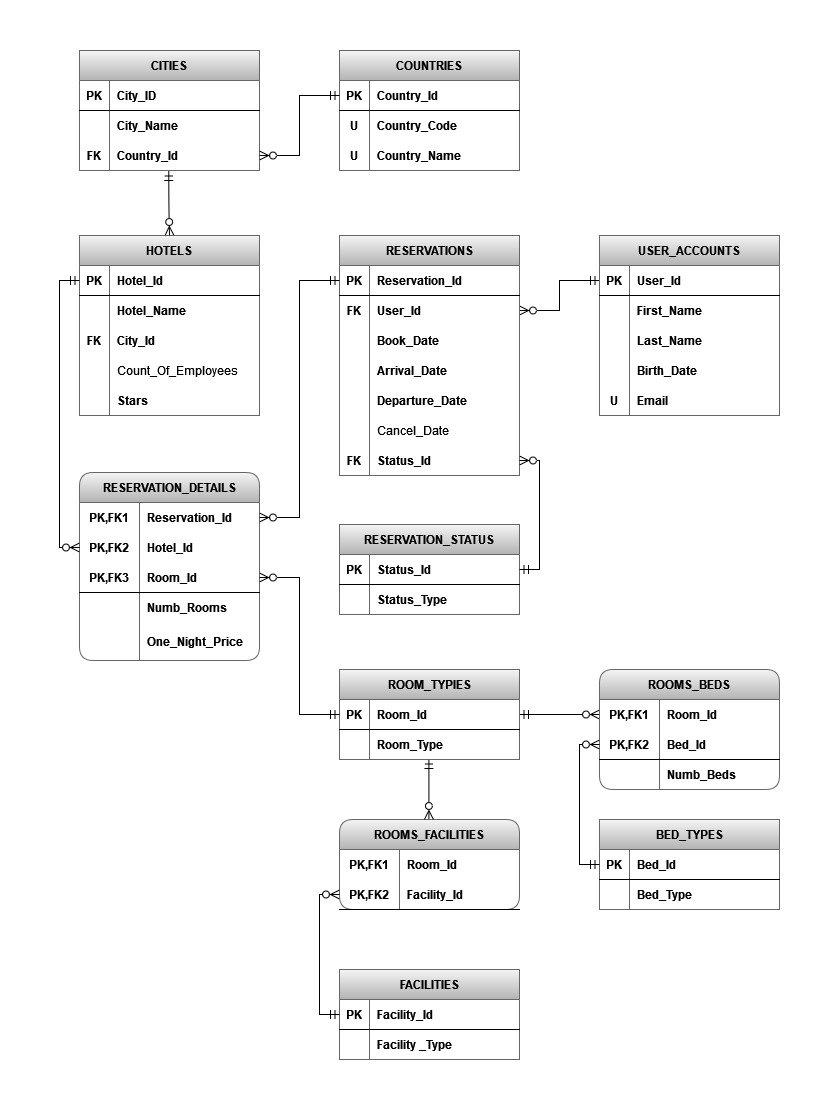 CITIES
PK City_ID
City_Name
FK Country_Id
COUNTRIES
PK Country_Id
U Country_Code
U Country_Name
HOTELS
PK Hotel_Id
Hotel_Name
FK City_Id
Count_Of_Employees
Stars
RESERVATIONS
PK Reservation_Id
FK User_Id
Book_Date
Arrival_Date
Departure_Date
Cancel_Date
FK Status_Id
USER_ACCOUNTS
PK User_Id
First_Name
Last_Name
Birth_Date
U Email
RESERVATION_DETAILS
PK,FK1 Reservation_Id
PK,FK2 Hotel_Id
PK,FK3 Room_Id
Numb_Rooms
One_Night_Price
RESERVATION_STATUS
PK Status_Id
Status_Type
ROOM_TYPIES
PK Room_Id
Room_Type
ROOMS_BEDS
PK,FK1 Room_Id
PK,FK2 Bed_Id
Numb_Beds
ROOMS_FACILITIES
PK,FK1 Room_Id
PK,FK2 Facility_Id
BED_TYPES
PK Bed_Id
Bed_Type
FACILITIES
PK Facility_Id
Facility _Type